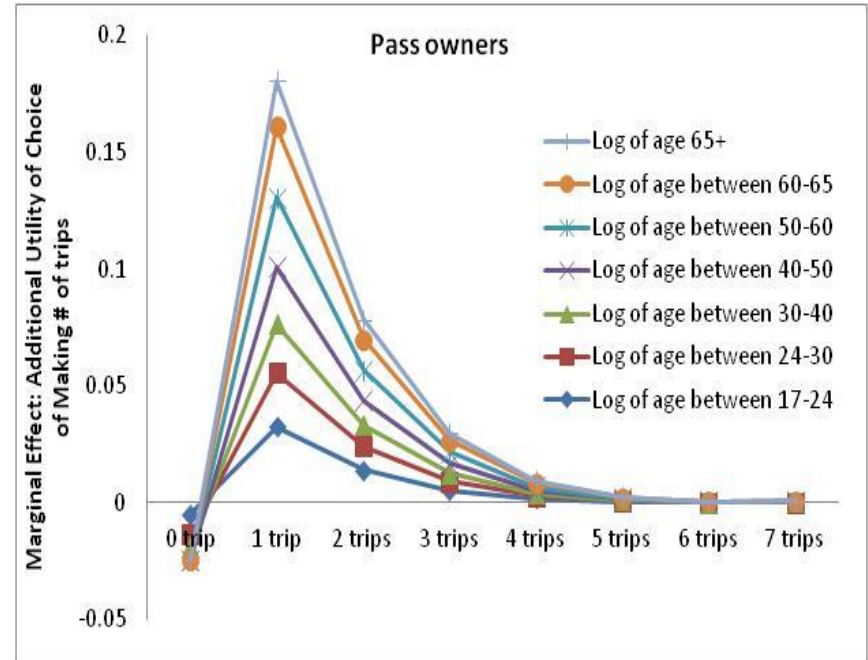 Pass owners
Marginal Effect: Additional Utility of Choice
of Making # of trips
0.2
0.15
0.1
0.05
0
-0.05
0 trip
1 trip
2 trips
3 trips
4 trips
5 trips
6 trips
7 trips
Log of age 65+
Log of age between 60-65
Log of age between 50-60
Log of age between 40-50
Log of age between 30-40
Log of age between 24-30
Log of age between 17-24